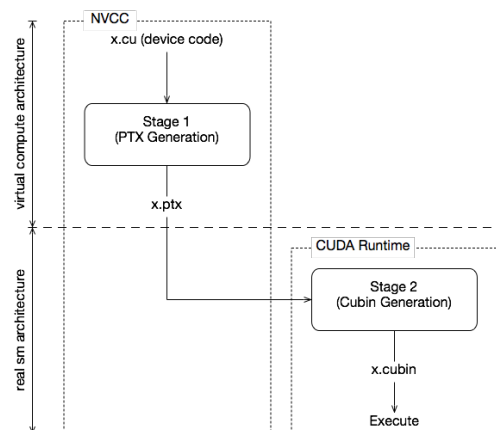 NVCC
x.cu (device code)
Stage 1
(PTX Generation)
x.ptx
virtual compute architecture
CUDA Runtime
Stage 2
(Cubin Generation)
x.cubin
Execute
real sm architecture